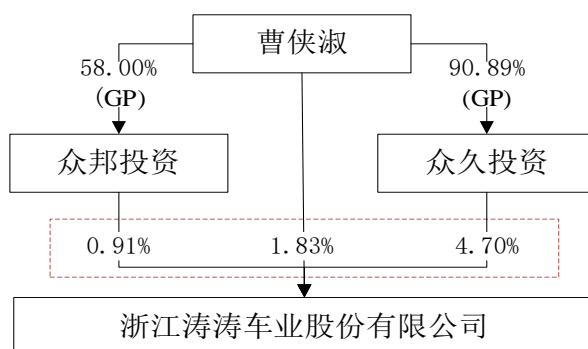 曹侠淑
58.00%
(GP)
90.89%
(GP)
众邦投资
众久投资
0.91%
1.83%
4.70%
浙江涛涛车业股份有限公司